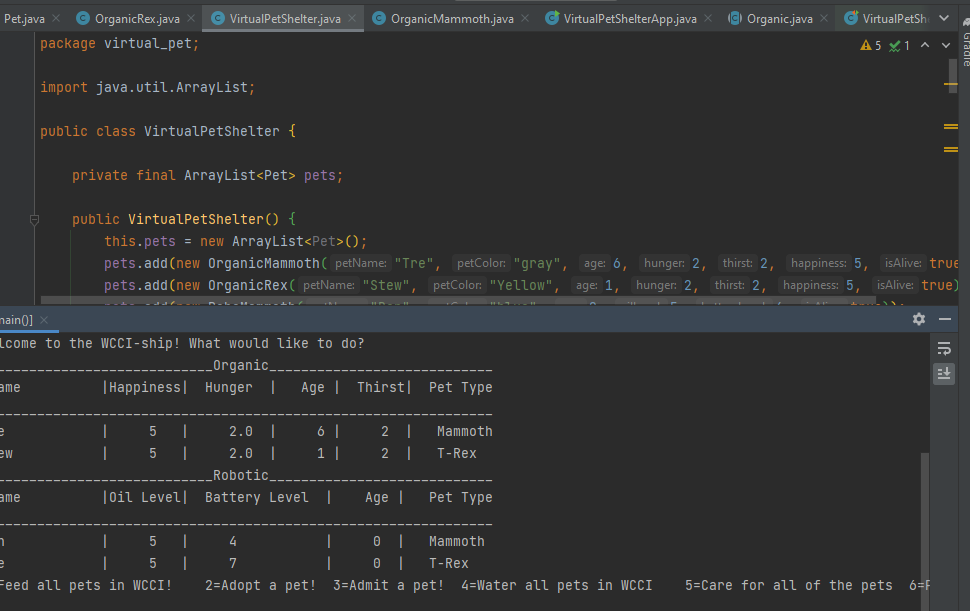 Pet.java OrganicRex.java VirtualPetShelter.java OrganicMammoth.java VirtualPetShelterApp.java Organic.java VirtualPetSh
Gradle
package virtual_pet;
5 1
import java.util.ArrayList;
public class VirtualPetShelter {
private final ArrayList<Pet> pets;
public VirtualPetShelter() {
this.pets = new ArrayList<Pet>();
pets.add(new OrganicMammoth( petName: "Tre", petColor: "gray", age: 6, hunger: 2, thirst: 2, happiness: 5, isAlive: true
pets.add(new OrganicRex( petName: "Stew", petColor: "Yellow", age: 1, hunger: 2, thirst: 2, happiness: 5, isAlive: true)
main()]
lcome to the WCCI-ship! What would like to do?
___________________________Organic____________________________
ame |Happiness| Hunger | Age | Thirst| Pet Type
______________________________________________________________
e | 5 | 2.0 | 6 | 2 | Mammoth
ew | 5 | 2.0 | 1 | 2 | T-Rex
___________________________Robotic____________________________
ame |Oil Level| Battery Level | Age | Pet Type
______________________________________________________________
n | 5 | 4 | 0 | Mammoth
e | 5 | 7 | 0 | T-Rex
Feed all pets in WCCI! 2=Adopt a pet! 3=Admit a pet! 4=Water all pets in WCCI 5=Care for all of the pets 6=